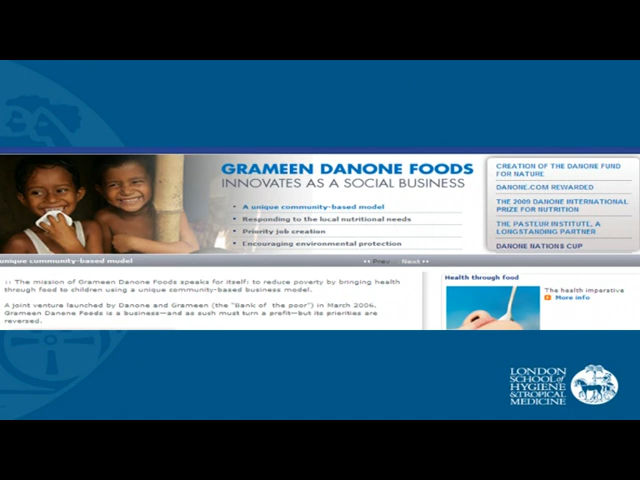 GRAMEEN DANONE FOODS
INNOVATES AS A SOCIAL BUSINESS
• A unique community-based model
• Responding to the local nutritional needs
• Priority job creation
• Encouraging environmental protection
CREATION OF THE DANONE FUND
FOR NATURE
DANONE.COM REWARDED
THE 2009 DANONE INTERNATIONAL
PRIZE FOR NUTRITION
THE PASTEUR INSTITUTE, A
LONGSTANDING PARTNER
DANONE NATIONS CUP
unique community-based model
Prev Next
:: The mission of Grameen Danone Foods speaks for itself: to reduce poverty by bringing health
through food to children using a unique community-based business model.
A joint venture launched by Danone and Grameen (the "Bank of the poor") in March 2006,
Grameen Danone Foods is a business—and as such must turn a profit—but its priorities are
reversed.
Health through food
The health imperative
More info
LONDON
SCHOOL of
HYGIENE
& TROPICAL
MEDICINE